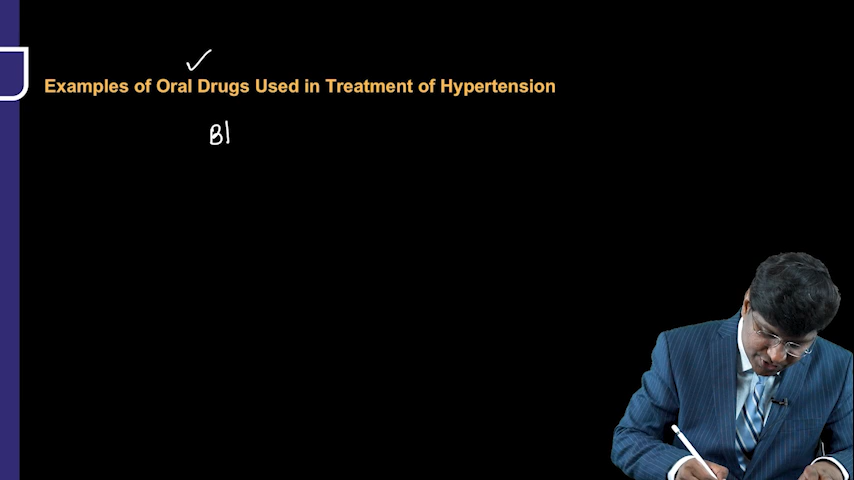 Examples of Oral Drugs Used in Treatment of Hypertension
Bl